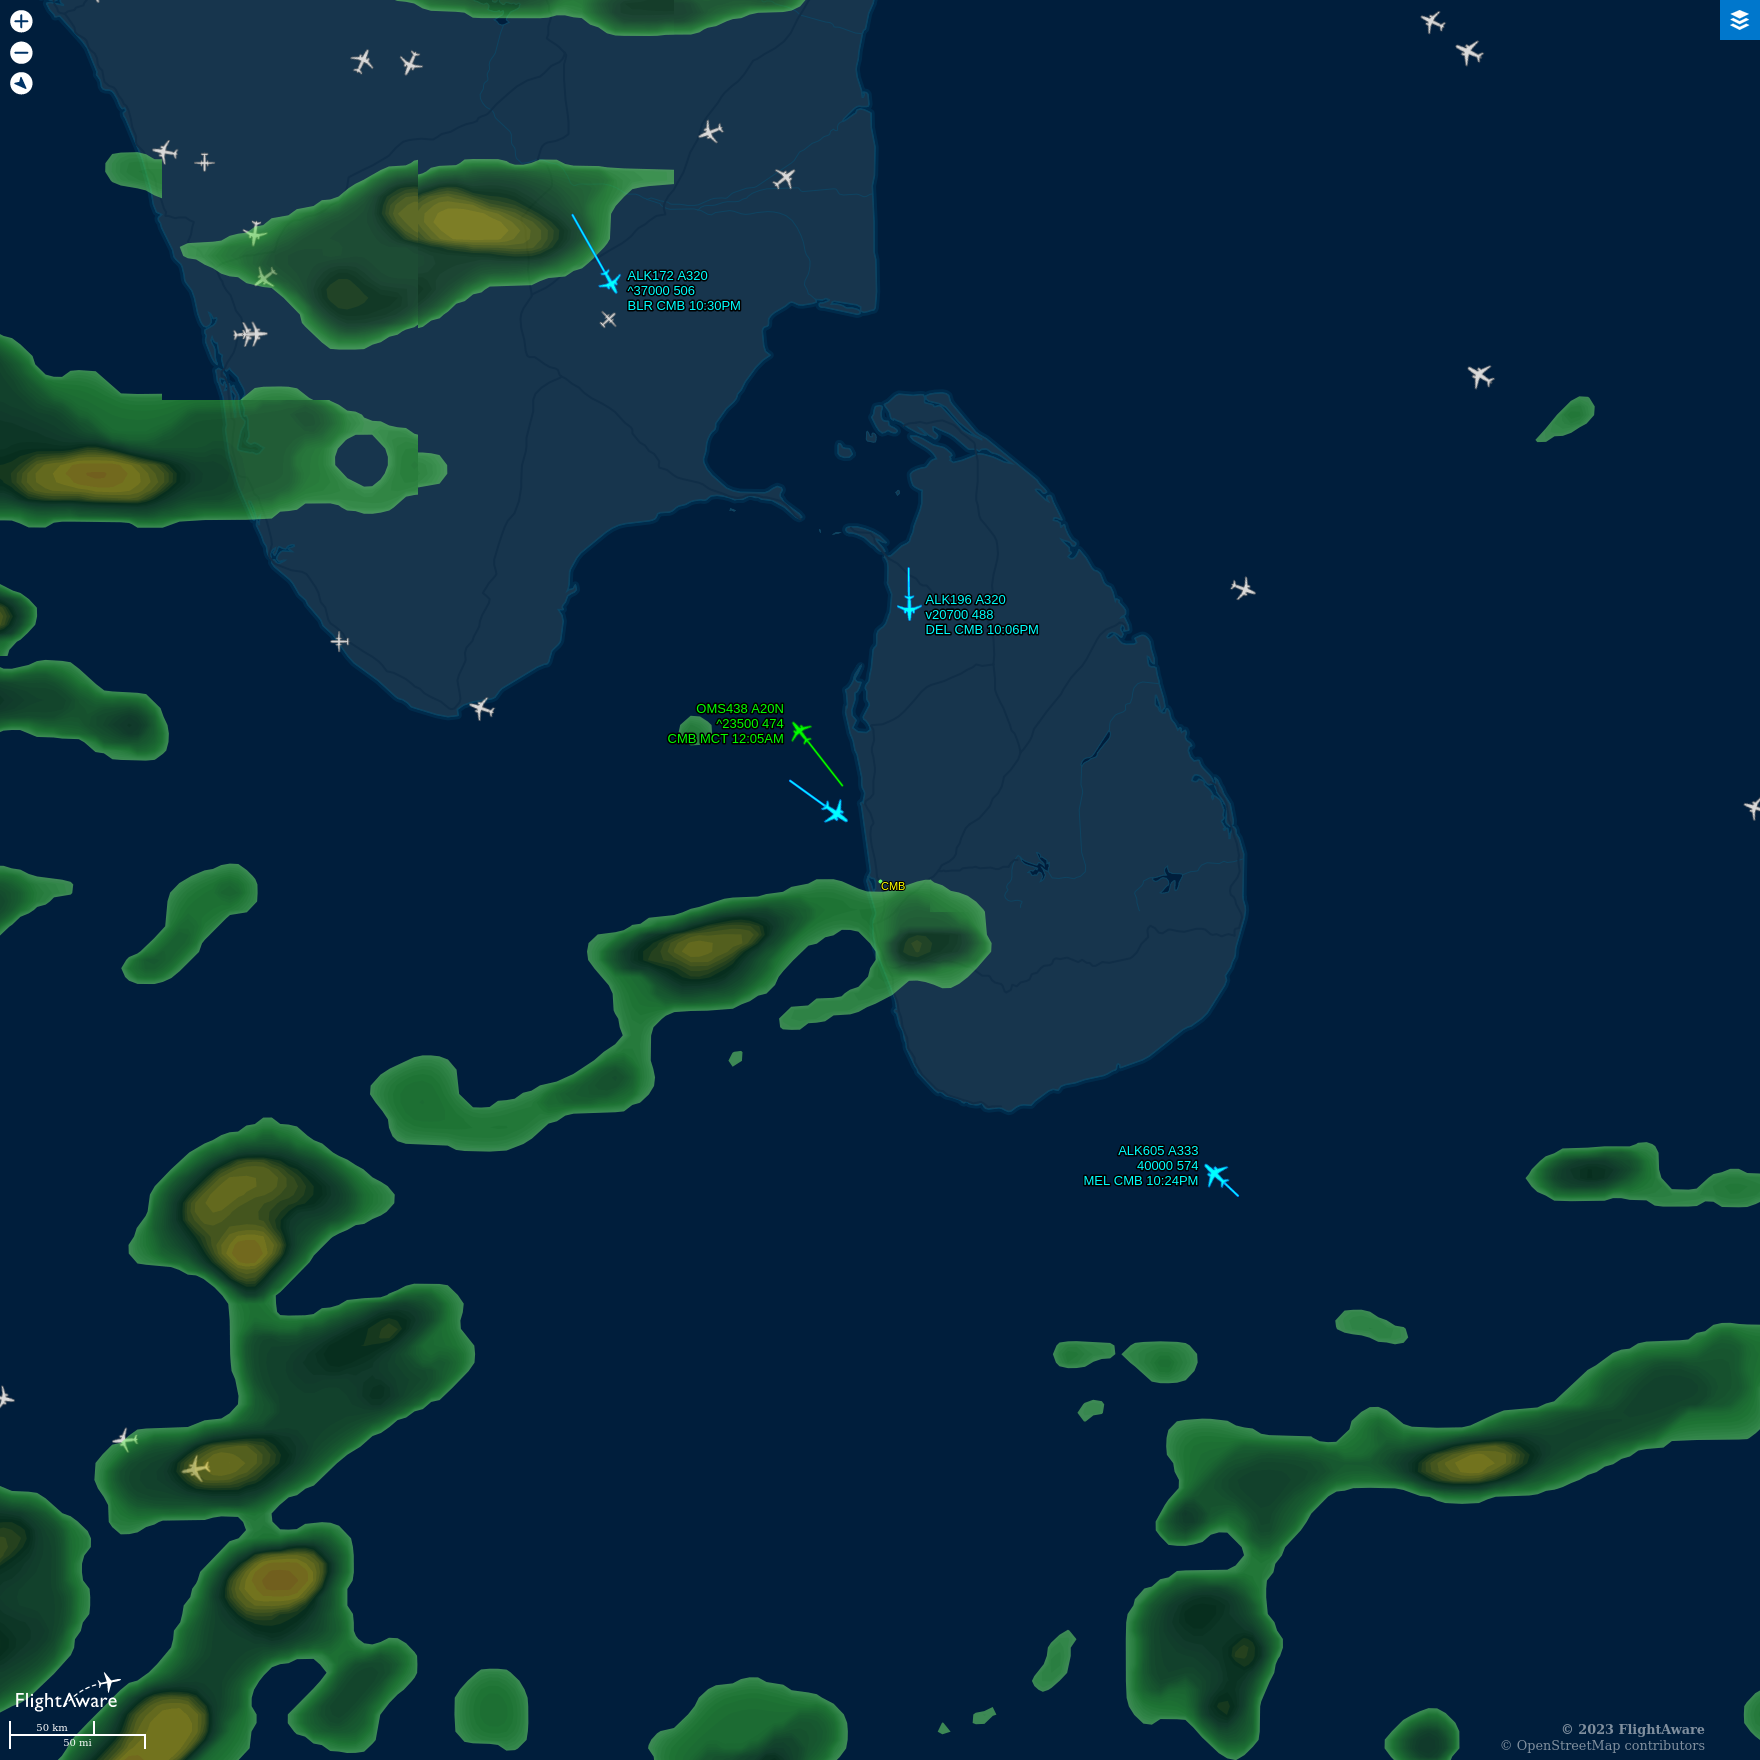 ALK172 A320
^37000 506
BLR CMB 10:30PM
ALK196 A320
v20700 488
DEL CMB 10:06PM
OMS438 A20N
^23500 474
CMB MCT 12:05AM
CMB
ALK605 A333
40000 574
MEL CMB 10:24PM
FlightAware
50 km
50 mi
© 2023 FlightAware
© OpenStreetMap contributors